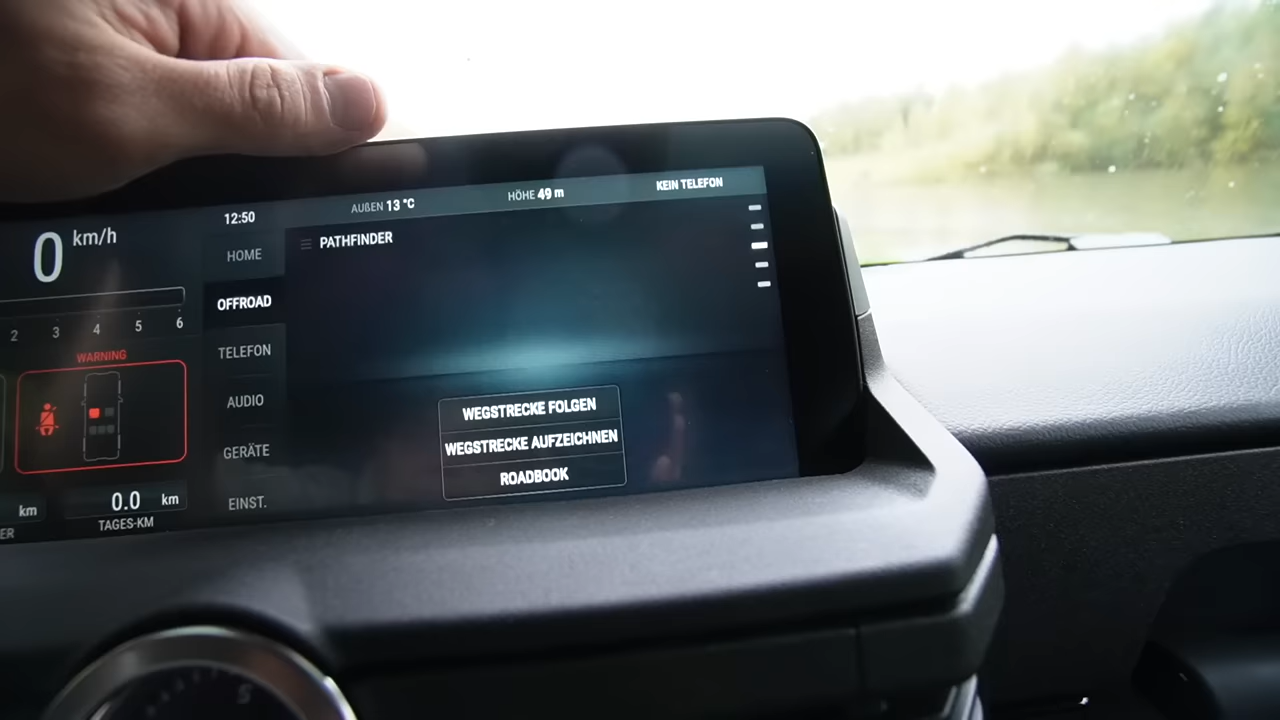 12:50
AUßEN 13 °C
HÖHE 49 m
KEIN TELEFON
0 km/h
HOME
PATHFINDER
OFFROAD
2 3 4 5 6
TELEFON
WARNING
AUDIO
WEGSTRECKE FOLGEN
WEGSTRECKE AUFZEICHNEN
GERÄTE
ROADBOOK
km
0.0 km
EINST.
ER
TAGES-KM
S